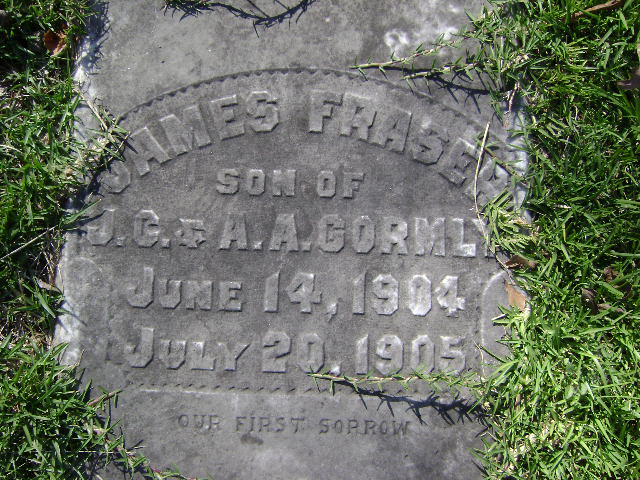 JAMES FRASER
SON OF
J.C. & A.A. GORMLY
JUNE 14, 1904
JULY 20, 1905
OUR FIRST SORROW